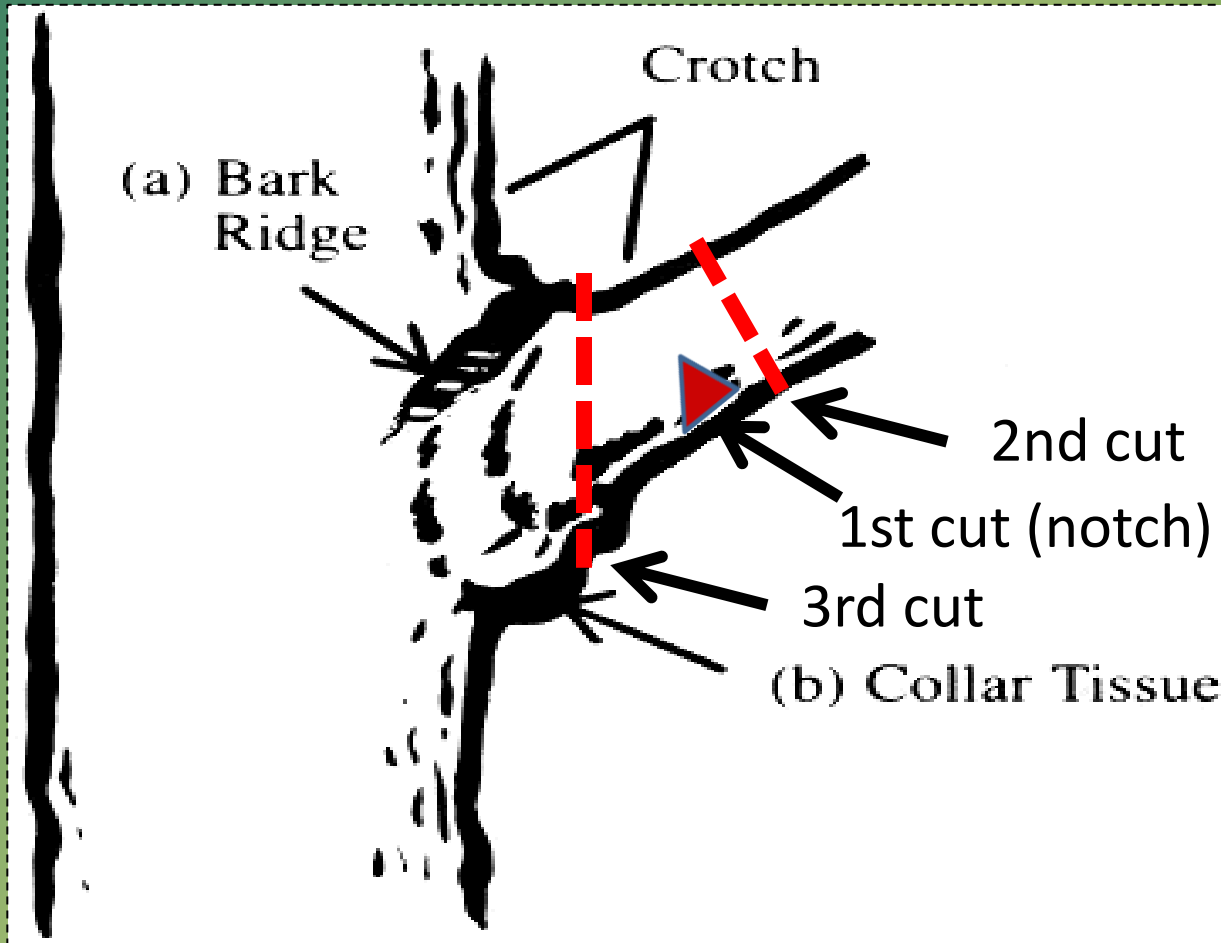 Crotch
(a) Bark
Ridge
2nd cut
1st cut (notch)
3rd cut
(b) Collar Tissue